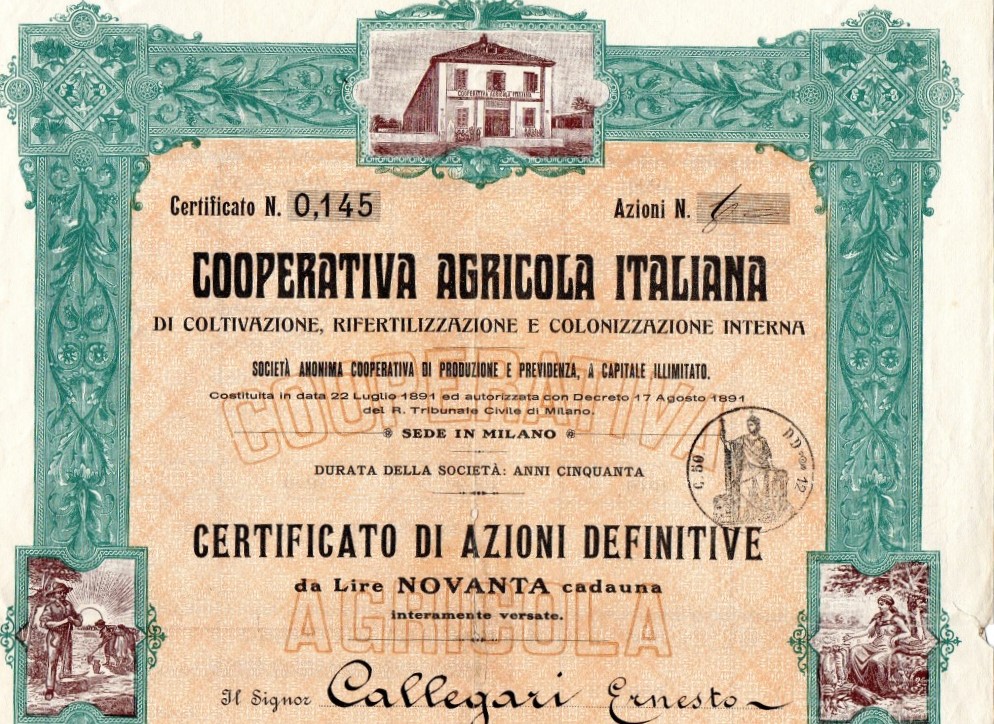 COOPERATIVA AGRICOLA ITALIANA
Certificato N. 0,145
Azioni N.
COOPERATIVA AGRICOLA ITALIANA
DI COLTIVAZIONE, RIFERTILIZZAZIONE E COLONIZZAZIONE INTERNA
SOCIETÀ ANONIMA COOPERATIVA DI PRODUZIONE E PREVIDENZA, A CAPITALE ILLIMITATO.
Costituita in data 22 Luglio 1891 ed autorizzata con Decreto 17 Agosto 1891
del R. Tribunale Civile di Milano.
COOPERATIVA
SEDE IN MILANO
C. 50 DDmi 12
DURATA DELLA SOCIETÀ: ANNI CINQUANTA
CERTIFICATO DI AZIONI DEFINITIVE
da Lire NOVANTA cadauna
interamente versate.
AGRICOLA
Il Signor Callegari Ernesto